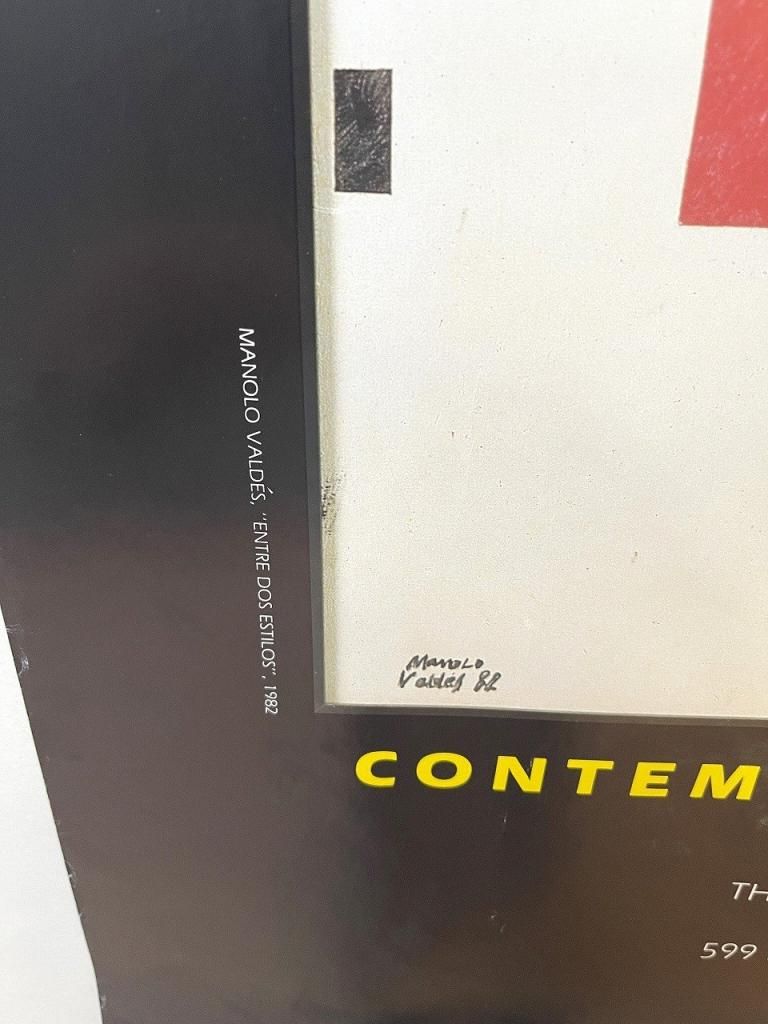 MANOLO VALDÉS, "ENTRE DOS ESTILOS", 1982
Manolo
Valdés 82
CONTEM
TH
599